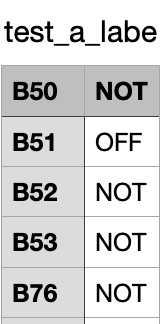 test_a_labe
B50 NOT
B51 OFF
B52 NOT
B53 NOT
B76 NOT